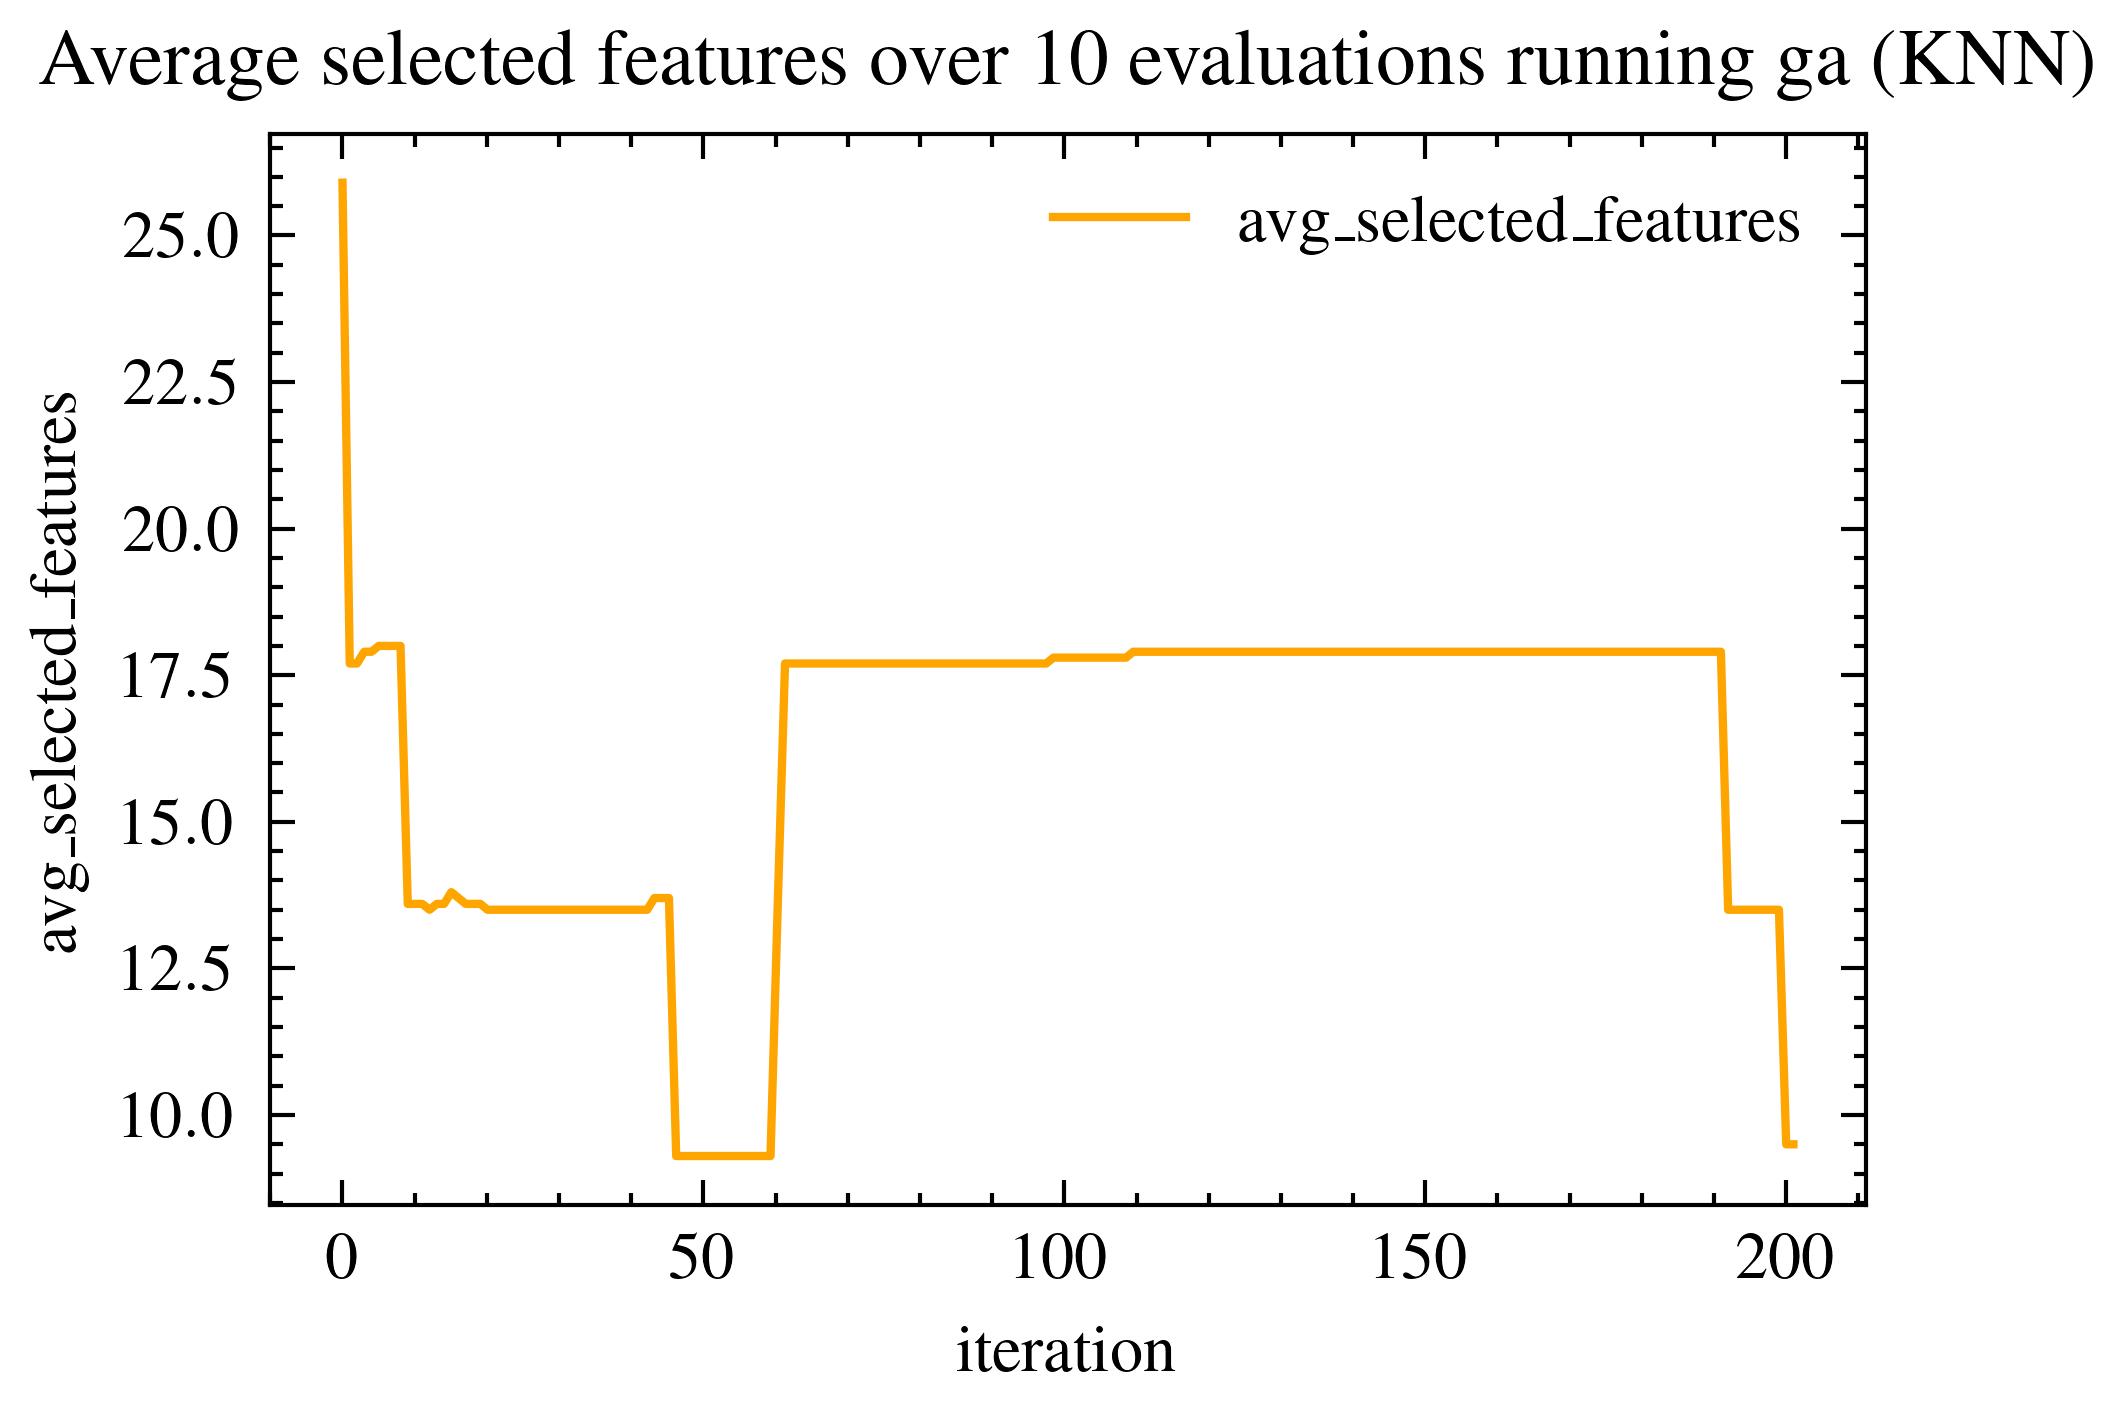 Average selected features over 10 evaluations running ga (KNN)
avg_selected_features
25.0
22.5
20.0
17.5
15.0
12.5
10.0
avg_selected_features
0 50 100 150 200
iteration